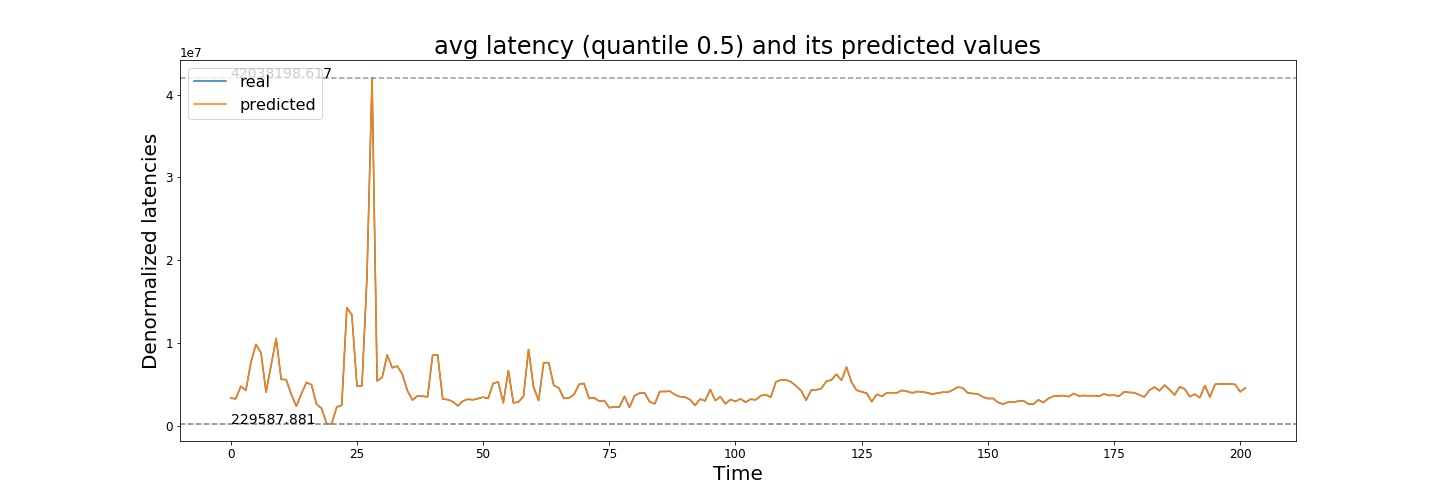 avg latency (quantile 0.5) and its predicted values
1e7
42038198.617
real
predicted
4
3
2
1
0
Denormalized latencies
229587.881
0 25 50 75 100 125 150 175 200
Time